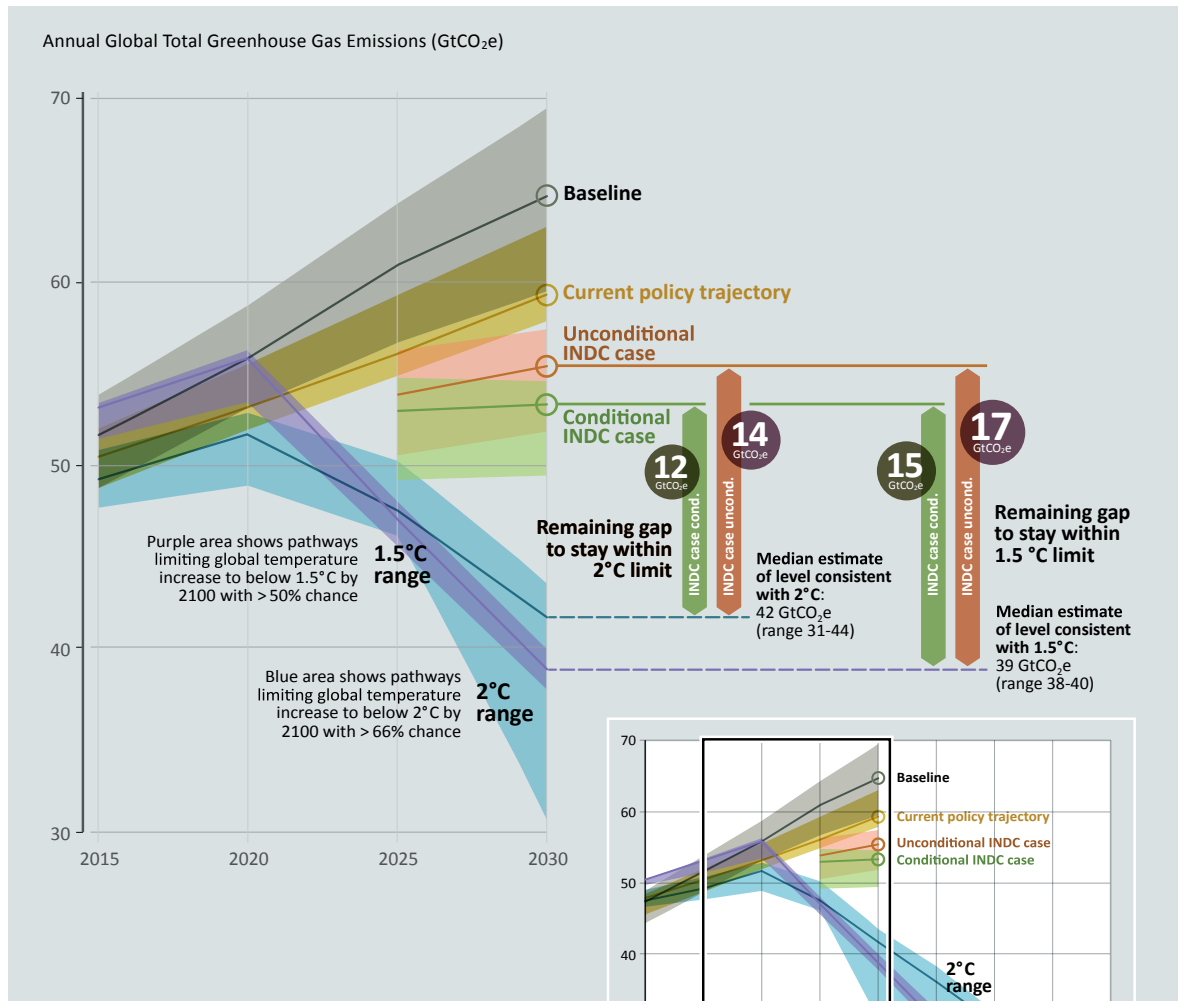 Annual Global Total Greenhouse Gas Emissions (GtCO₂e)
70
60
50
40
30
2015
2020
2025
2030
Baseline
Current policy trajectory
Unconditional
INDC case
Conditional
INDC case
12
GtCO₂e
14
GtCO₂e
15
GtCO₂e
17
GtCO₂e
INDC case cond.
INDC case uncond.
INDC case cond.
INDC case uncond.
Remaining gap
to stay within
2°C limit
Remaining gap
to stay within
1.5 °C limit
Median estimate
of level consistent
with 2°C:
42 GtCO₂e
(range 31-44)
Median estimate
of level consistent
with 1.5°C:
39 GtCO₂e
(range 38-40)
Purple area shows pathways
limiting global temperature
increase to below 1.5°C by
2100 with > 50% chance
1.5°C
range
Blue area shows pathways
limiting global temperature
increase to below 2°C by
2100 with > 66% chance
2°C
range
70
60
50
40
Baseline
Current policy trajectory
Unconditional INDC case
Conditional INDC case
2°C
range